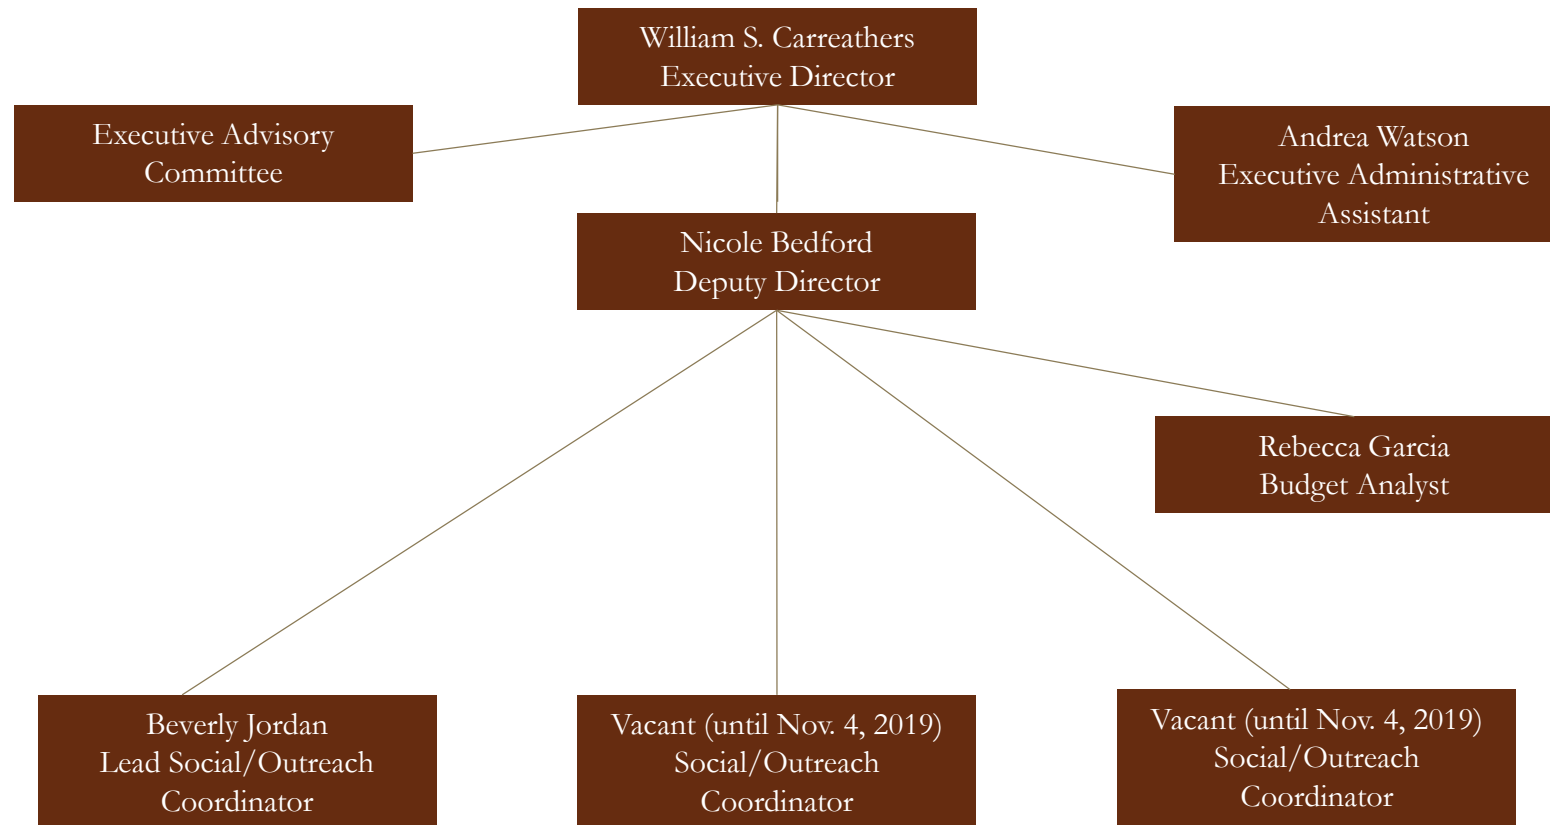 William S. Carreathers
Executive Director
Executive Advisory
Committee
Andrea Watson
Executive Administrative
Assistant
Nicole Bedford
Deputy Director
Rebecca Garcia
Budget Analyst
Beverly Jordan
Lead Social/Outreach
Coordinator
Vacant (until Nov. 4, 2019)
Social/Outreach
Coordinator
Vacant (until Nov. 4, 2019)
Social/Outreach
Coordinator